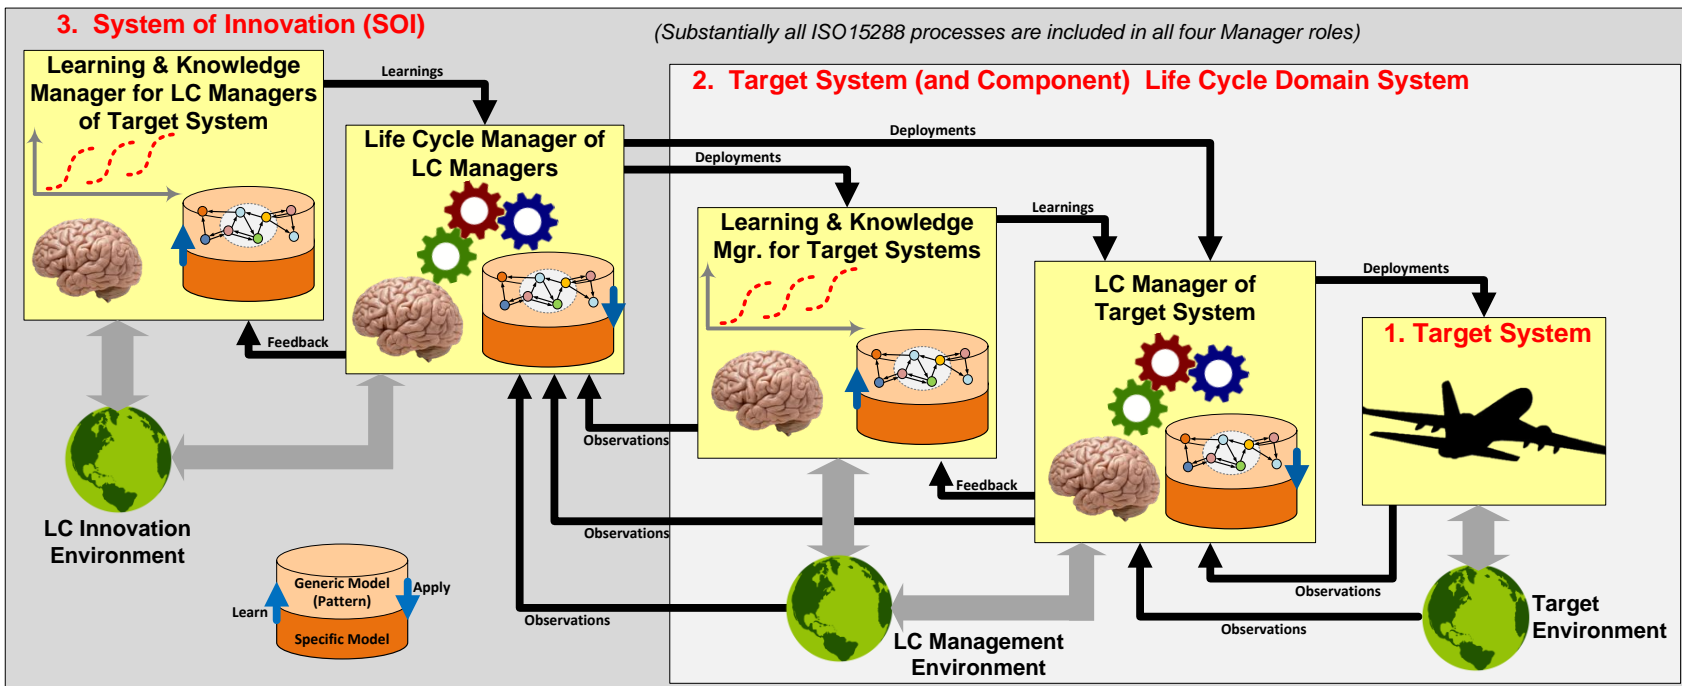 3. System of Innovation (SOI)
(Substantially all ISO15288 processes are included in all four Manager roles)
Learning & Knowledge
Manager for LC Managers
of Target System
Learnings
2. Target System (and Component) Life Cycle Domain System
Life Cycle Manager of
LC Managers
Deployments
Deployments
Learning & Knowledge
Mgr. for Target Systems
Learnings
LC Manager of
Target System
Deployments
1. Target System
Feedback
Observations
Feedback
Observations
LC Innovation
Environment
Generic Model
(Pattern)
Learn
Apply
Specific Model
Observations
LC Management
Environment
Observations
Observations
Target
Environment